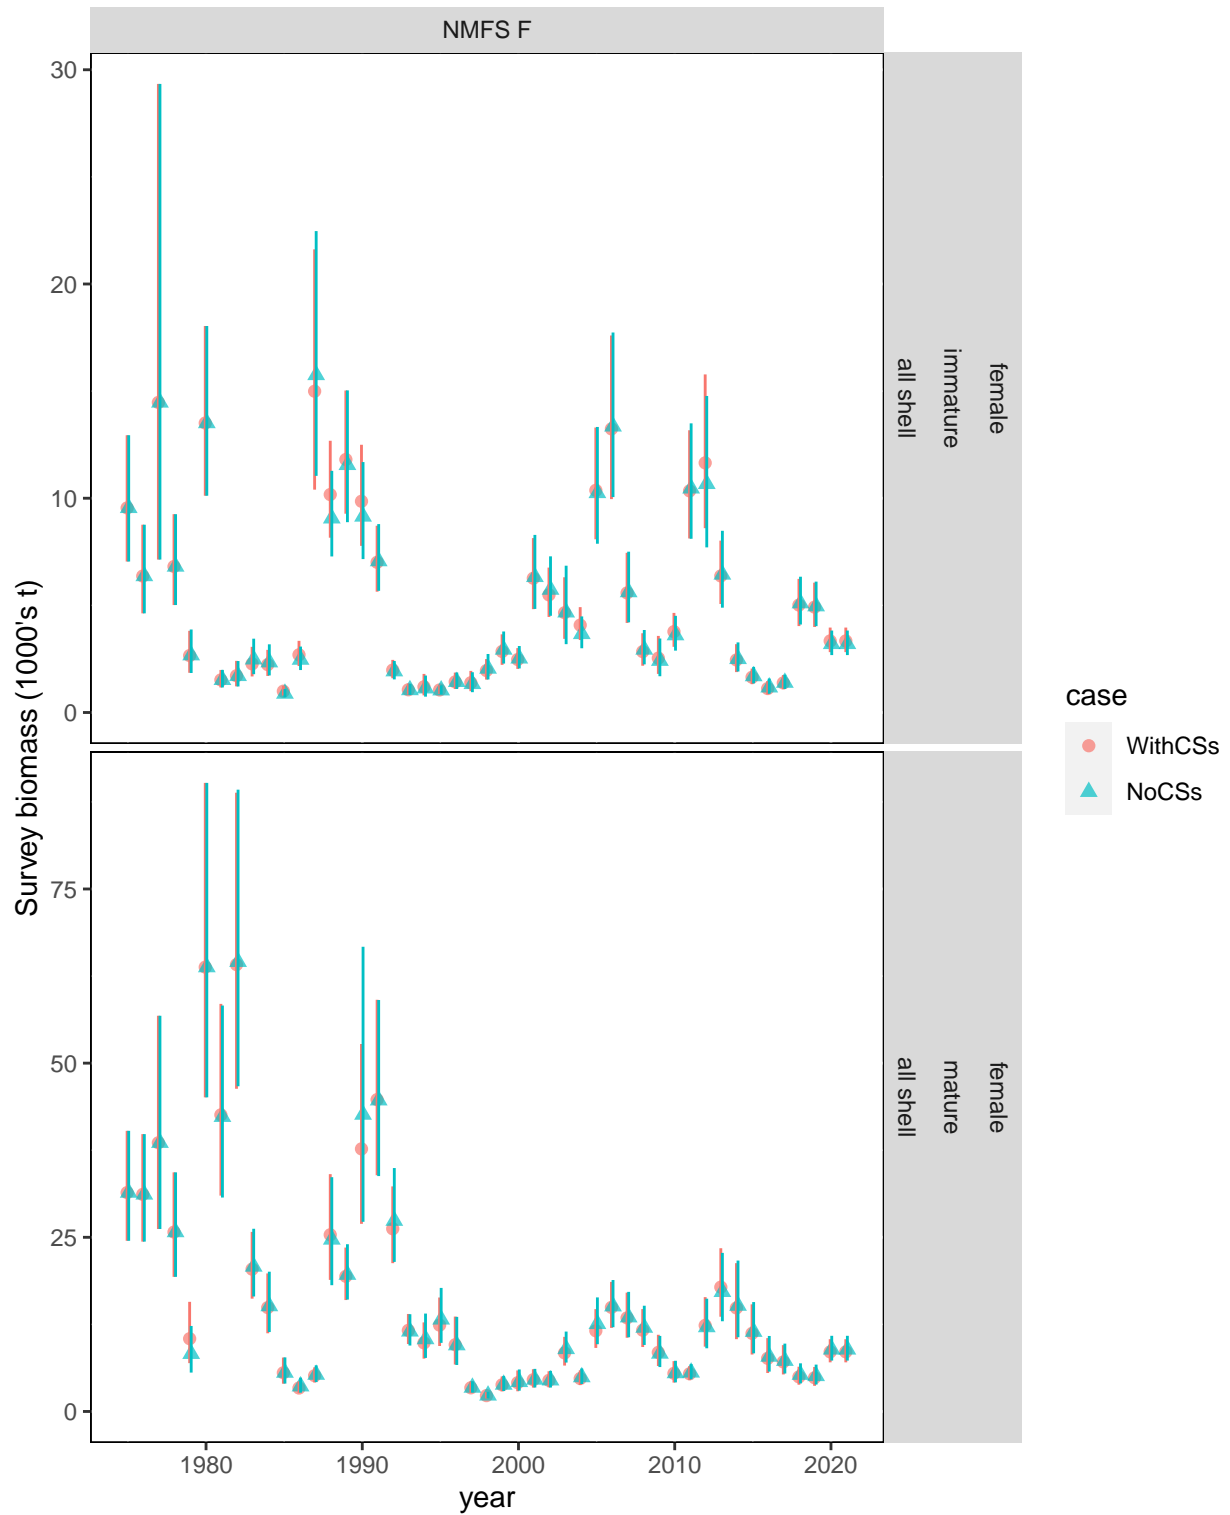 NMFS F
30
20
10
0
female
immature
all shell
75
50
25
0
female
mature
all shell
1980 1990 2000 2010 2020
year
Survey biomass (1000's t)
case
WithCSs
NoCSs